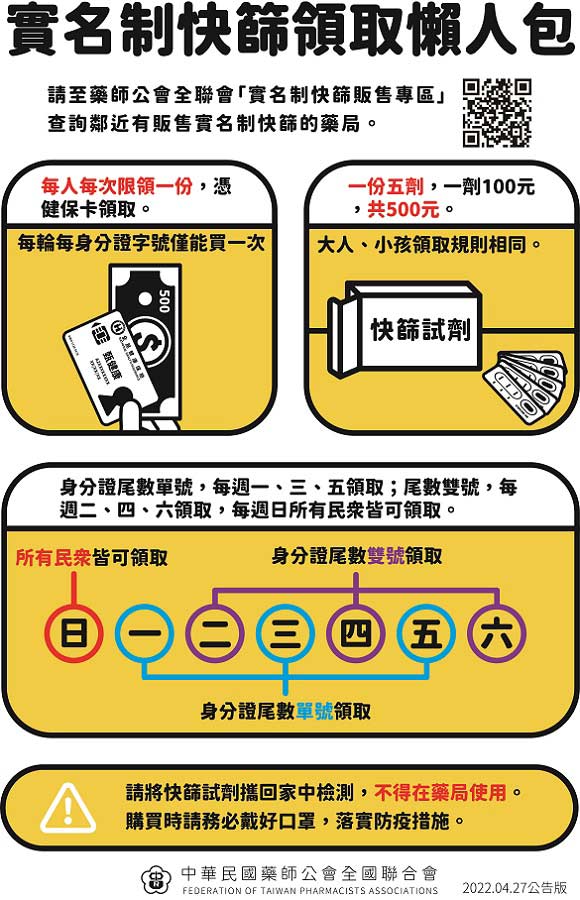 實名制快篩領取懶人包
請至藥師公會全聯會「實名制快篩販售專區」
查詢鄰近有販售實名制快篩的藥局。
每人每次限領一份，憑
健保卡領取。
每輪每身分證字號僅能買一次
500
一份五劑，一劑100元
，共500元。
大人、小孩領取規則相同。
快篩試劑
身分證尾數單號，每週一、三、五領取；尾數雙號，每
週二、四、六領取，每週日所有民眾皆可領取。
所有民眾皆可領取
身分證尾數雙號領取
日 一 二 三 四 五 六
身分證尾數單號領取
請將快篩試劑攜回家中檢測，不得在藥局使用。
購買時請務必戴好口罩，落實防疫措施。
中華民國藥師公會全國聯合會
FEDERATION OF TAIWAN PHARMACISTS ASSOCIATIONS
2022.04.27公告版